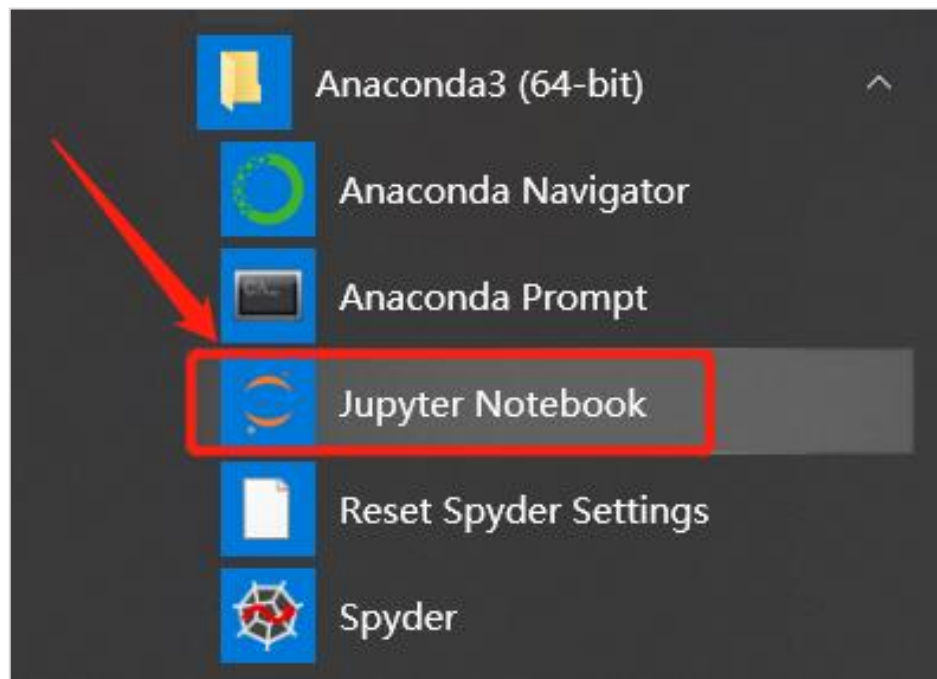 Anaconda3 (64-bit)
Anaconda Navigator
Anaconda Prompt
Jupyter Notebook
Reset Spyder Settings
Spyder